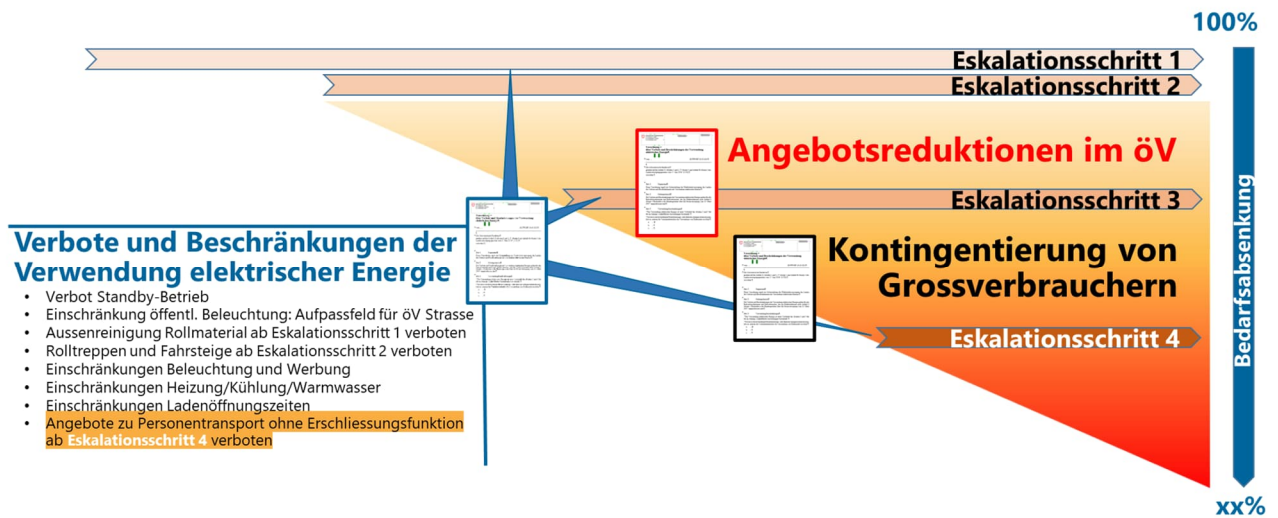 100%
Eskalationsschritt 1
Eskalationsschritt 2
Angebotsreduktionen im öV
Eskalationsschritt 3
Kontingentierung von
Grossverbrauchern
Eskalationsschritt 4
Bedarfsabsenkung
xx%
Verbote und Beschränkungen der
Verwendung elektrischer Energie
• Verbot Standby-Betrieb
• Einschränkung öffentl. Beleuchtung: Aufpassfeld für öV Strasse
• Aussenreinigung Rollmaterial ab Eskalationsschritt 1 verboten
• Rolltreppen und Fahrsteige ab Eskalationsschritt 2 verboten
• Einschränkungen Beleuchtung und Werbung
• Einschränkungen Heizung/Kühlung/Warmwasser
• Einschränkungen Ladenöffnungszeiten
• Angebote zu Personentransport ohne Erschliessungsfunktion
ab Eskalationsschritt 4 verboten